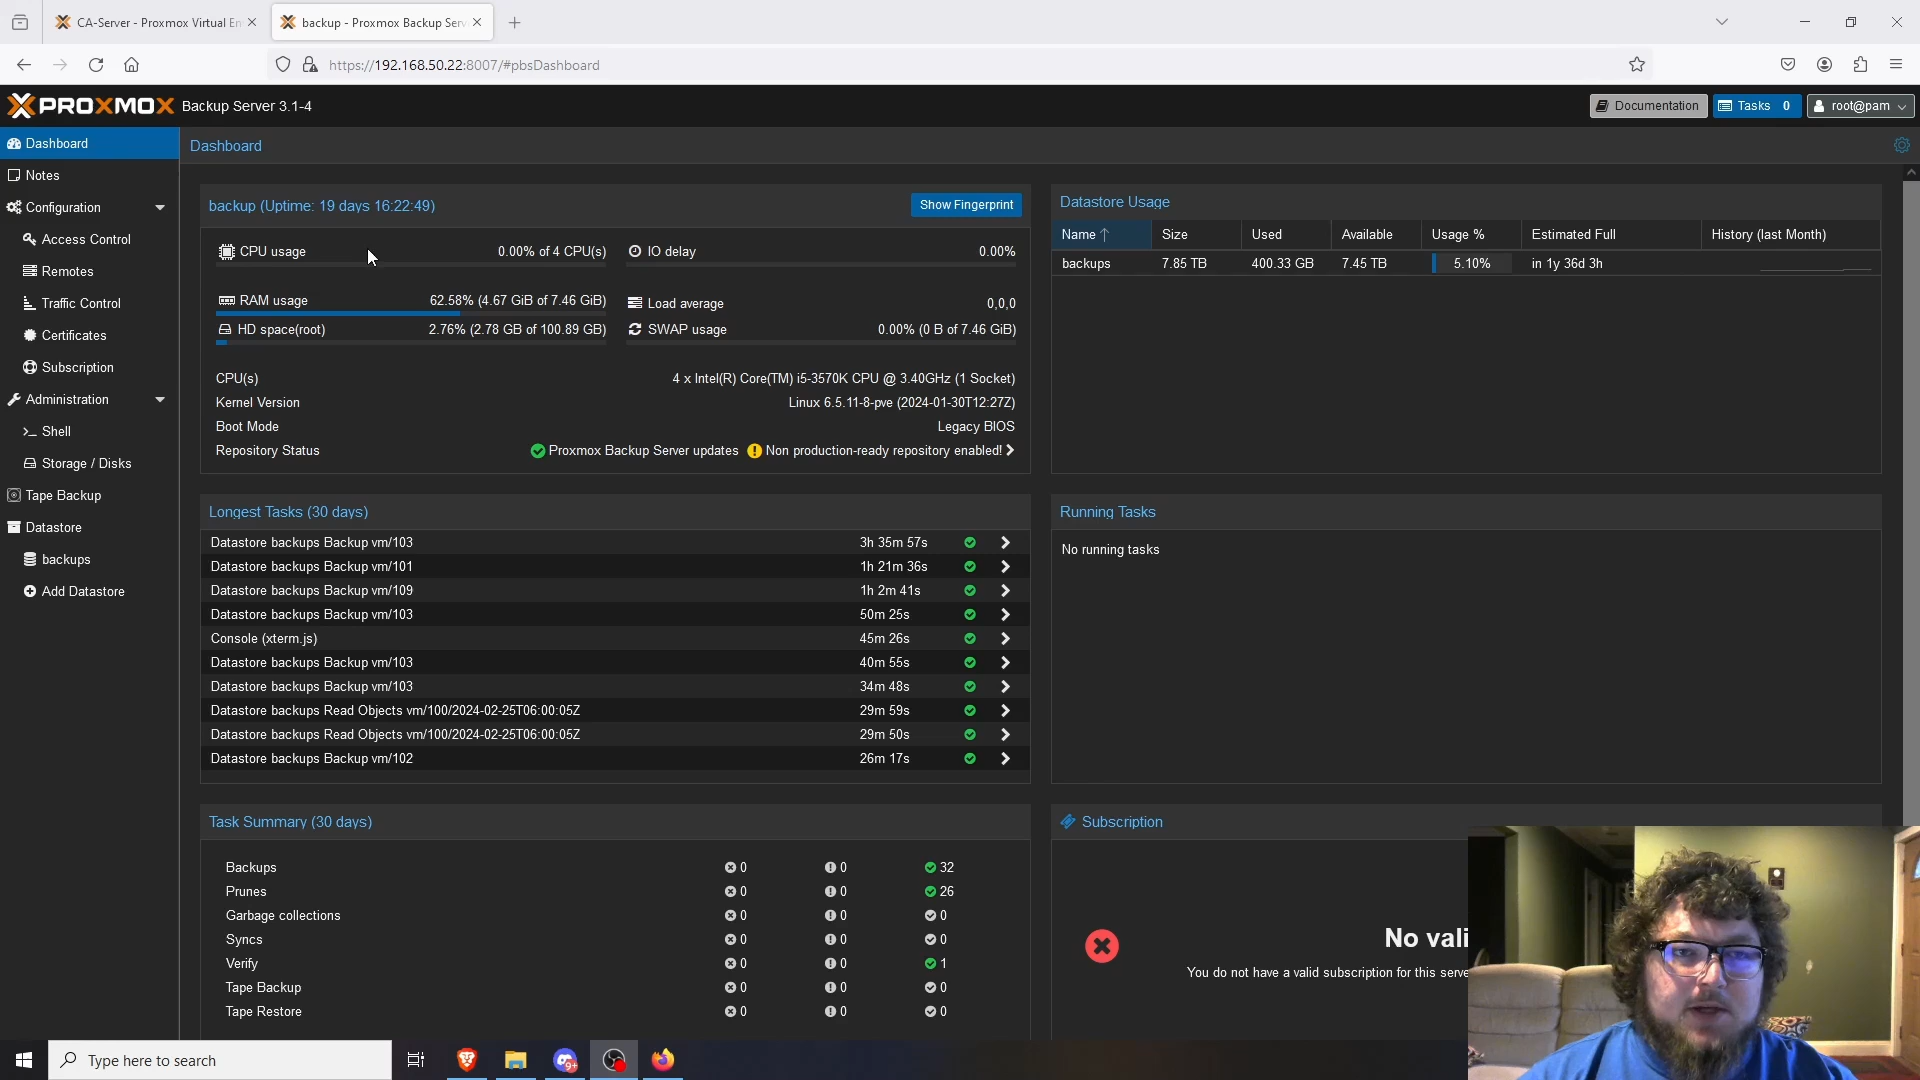 CA-Server - Proxmox Virtual En
backup - Proxmox Backup Serv
https://192.168.50.22:8007/#pbsDashboard
PROXMOX Backup Server 3.1-4
Documentation
Tasks 0
root@pam
Dashboard
Notes
Configuration
Access Control
Remotes
Traffic Control
Certificates
Subscription
Administration
Shell
Storage / Disks
Tape Backup
Datastore
backups
Add Datastore
Dashboard
backup (Uptime: 19 days 16:22:49)
Show Fingerprint
CPU usage 0.00% of 4 CPU(s)
IO delay 0.00%
RAM usage 62.58% (4.67 GiB of 7.46 GiB)
Load average 0,0,0
HD space(root) 2.76% (2.78 GB of 100.89 GB)
SWAP usage 0.00% (0 B of 7.46 GiB)
CPU(s) 4 x Intel(R) Core(TM) i5-3570K CPU @ 3.40GHz (1 Socket)
Kernel Version Linux 6.5.11-8-pve (2024-01-30T12:27Z)
Boot Mode Legacy BIOS
Repository Status Proxmox Backup Server updates Non production-ready repository enabled!
Datastore Usage
Name Size Used Available Usage % Estimated Full History (last Month)
backups 7.85 TB 400.33 GB 7.45 TB 5.10% in 1y 36d 3h
Longest Tasks (30 days)
Datastore backups Backup vm/103 3h 35m 57s
Datastore backups Backup vm/101 1h 21m 36s
Datastore backups Backup vm/109 1h 2m 41s
Datastore backups Backup vm/103 50m 25s
Console (xterm.js) 45m 26s
Datastore backups Backup vm/103 40m 55s
Datastore backups Backup vm/103 34m 48s
Datastore backups Read Objects vm/100/2024-02-25T06:00:05Z 29m 59s
Datastore backups Read Objects vm/100/2024-02-25T06:00:05Z 29m 50s
Datastore backups Backup vm/102 26m 17s
Running Tasks
No running tasks
Task Summary (30 days)
Backups 0 0 32
Prunes 0 0 26
Garbage collections 0 0 0
Syncs 0 0 0
Verify 0 0 1
Tape Backup 0 0 0
Tape Restore 0 0 0
Subscription
No vali
You do not have a valid subscription for this serve
Type here to search
9+